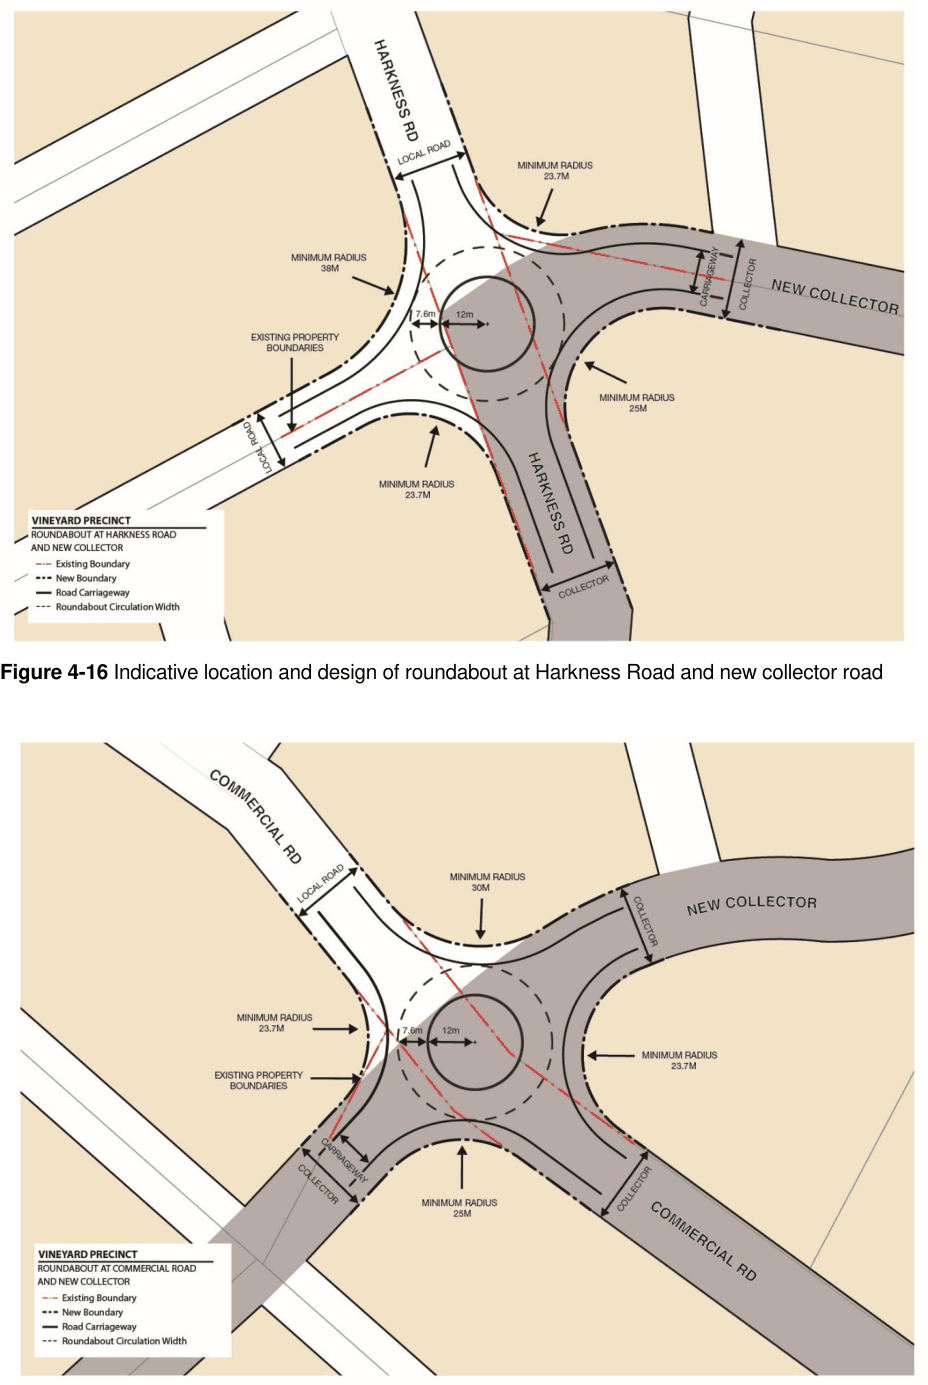 HARKNESS RD
LOCAL ROAD
MINIMUM RADIUS
23.7M
MINIMUM RADIUS
38M
CARRIAGEWAY
COLLECTOR
NEW COLLECTOR
7.6m
12m
EXISTING PROPERTY
BOUNDARIES
MINIMUM RADIUS
25M
LOCAL ROAD
MINIMUM RADIUS
23.7M
HARKNESS RD
COLLECTOR
VINEYARD PRECINCT
ROUNDABOUT AT HARKNESS ROAD
AND NEW COLLECTOR
Existing Boundary
New Boundary
Road Carriageway
Roundabout Circulation Width
Figure 4-16 Indicative location and design of roundabout at Harkness Road and new collector road
COMMERCIAL RD
LOCAL ROAD
MINIMUM RADIUS
30M
COLLECTOR
NEW COLLECTOR
MINIMUM RADIUS
23.7M
7.6m
12m
MINIMUM RADIUS
23.7M
EXISTING PROPERTY
BOUNDARIES
CARRIAGEWAY
COLLECTOR
MINIMUM RADIUS
25M
COLLECTOR
COMMERCIAL RD
VINEYARD PRECINCT
ROUNDABOUT AT COMMERCIAL ROAD
AND NEW COLLECTOR
Existing Boundary
New Boundary
Road Carriageway
Roundabout Circulation Width